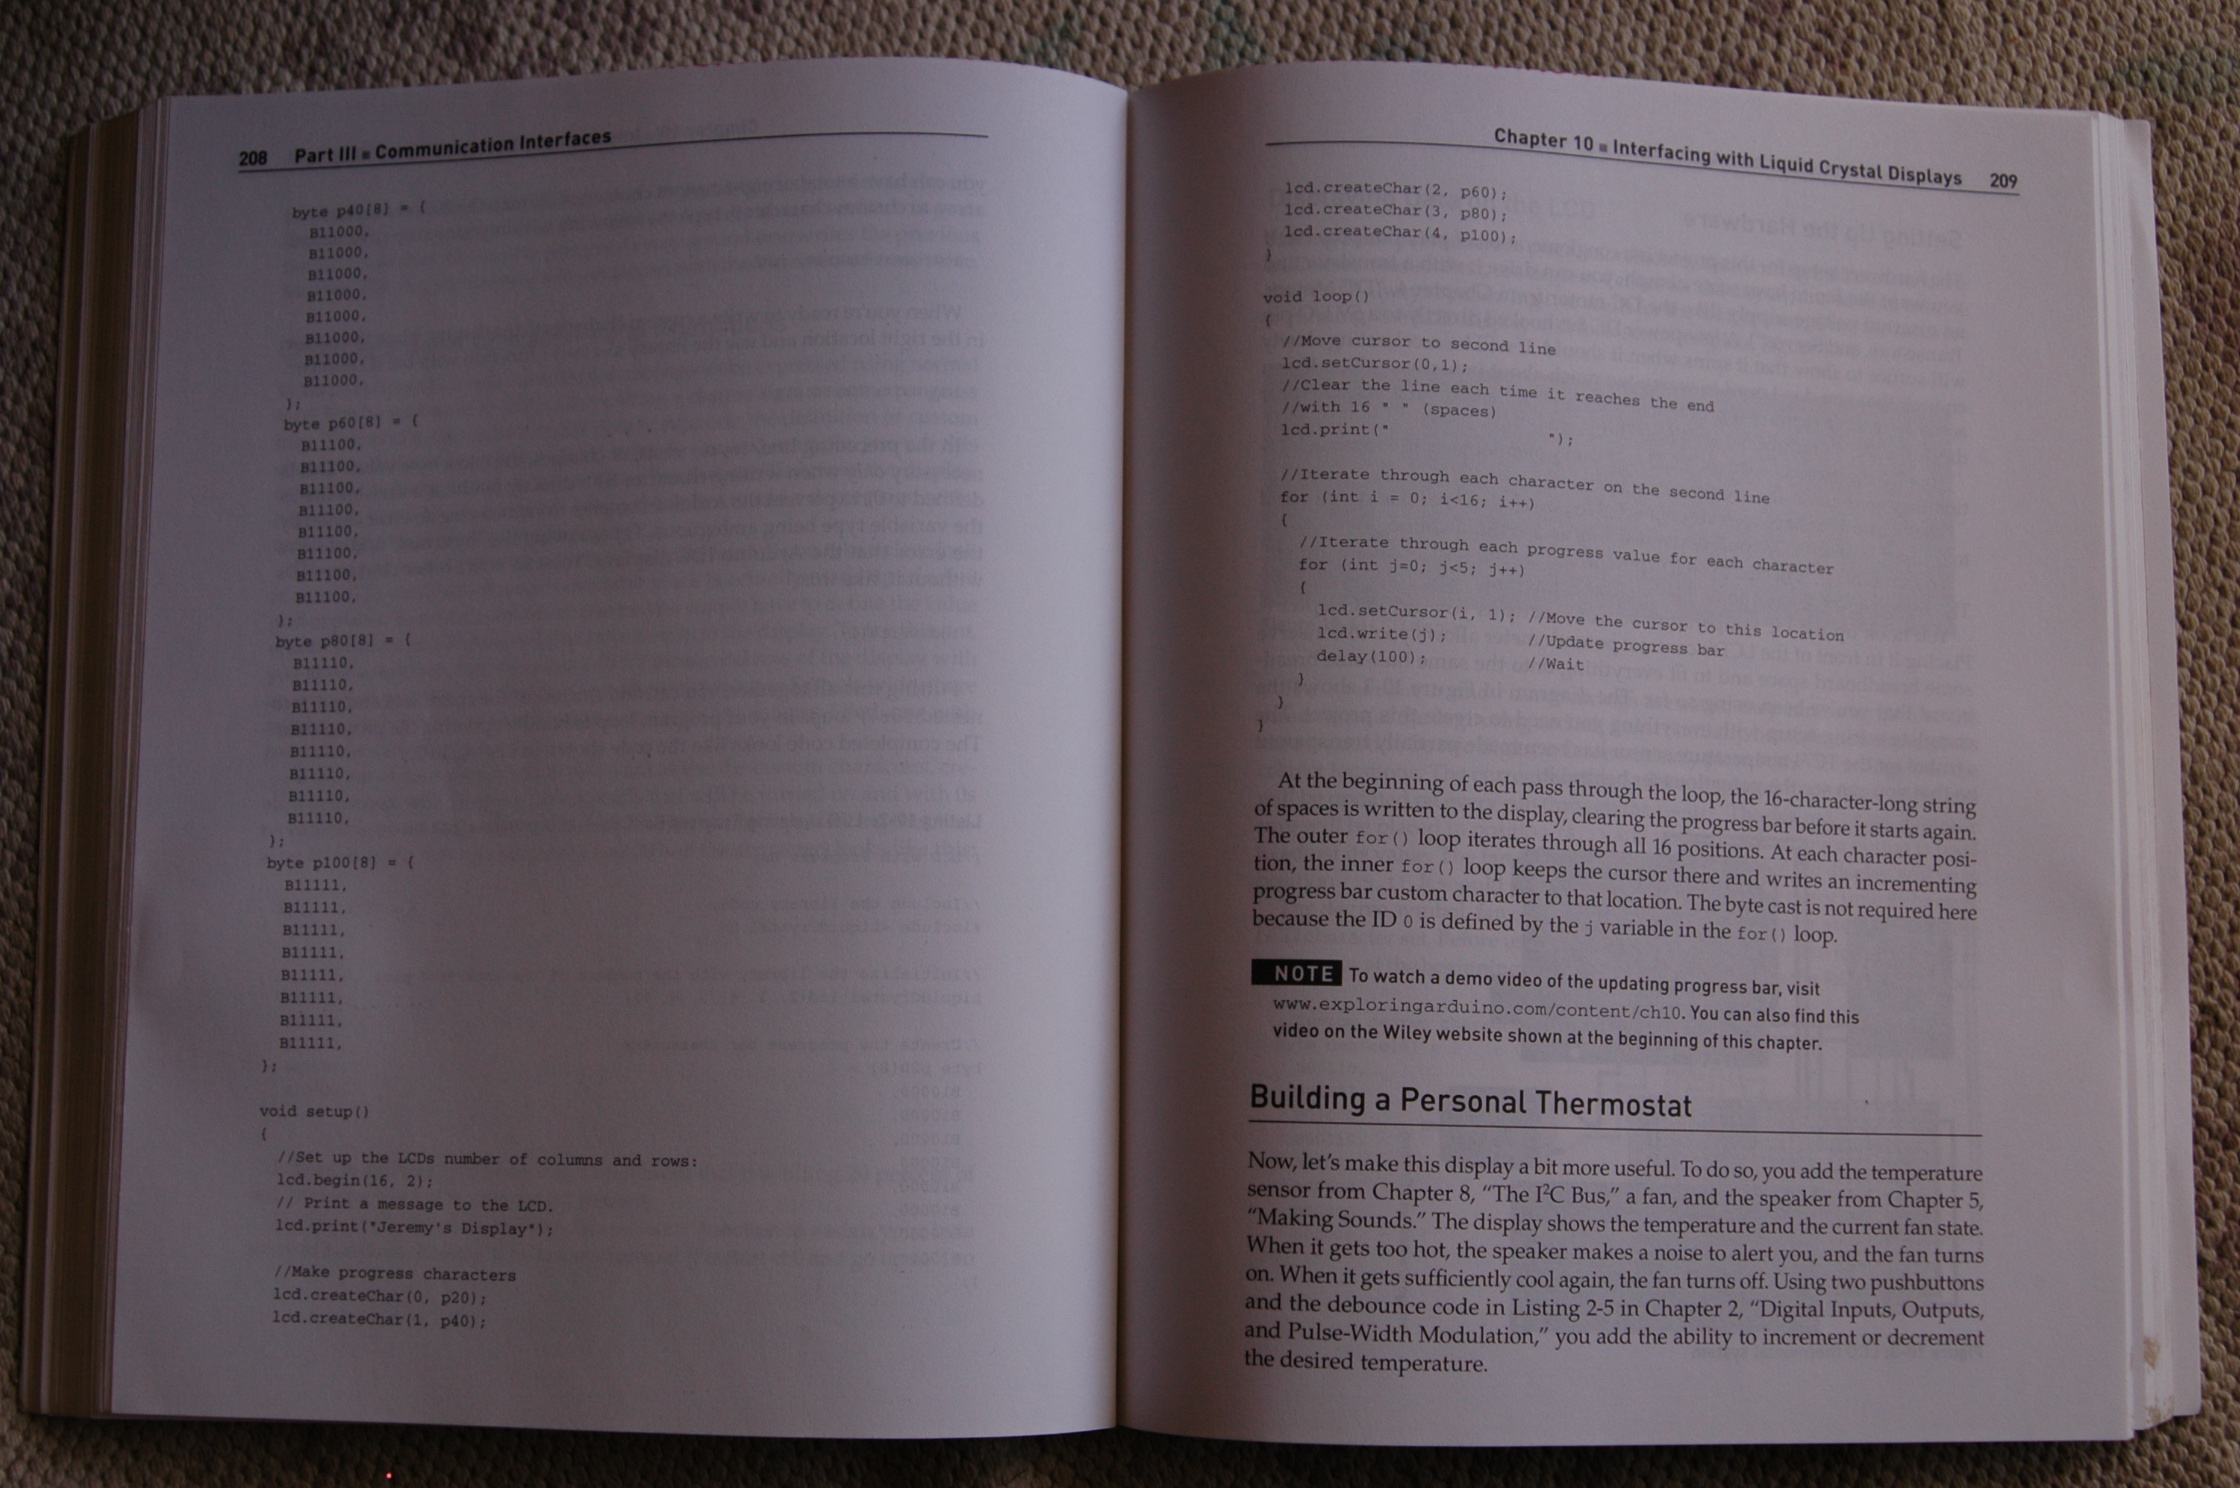 208 Part III ■ Communication Interfaces
byte p40[8] = {
B11000,
B11000,
B11000,
B11000,
B11000,
B11000,
B11000,
B11000,
};
byte p60[8] = {
B11100,
B11100,
B11100,
B11100,
B11100,
B11100,
B11100,
B11100,
};
byte p80[8] = {
B11110,
B11110,
B11110,
B11110,
B11110,
B11110,
B11110,
B11110,
};
byte p100[8] = {
B11111,
B11111,
B11111,
B11111,
B11111,
B11111,
B11111,
B11111,
};
void setup()
{
//Set up the LCDs number of columns and rows:
lcd.begin(16, 2);
// Print a message to the LCD.
lcd.print("Jeremy's Display");
//Make progress characters
lcd.createChar(0, p20);
lcd.createChar(1, p40);
Chapter 10 ■ Interfacing with Liquid Crystal Displays 209
lcd.createChar(2, p60);
lcd.createChar(3, p80);
lcd.createChar(4, p100);
}
void loop()
{
//Move cursor to second line
lcd.setCursor(0,1);
//Clear the line each time it reaches the end
//with 16 " " (spaces)
lcd.print("                ");
//Iterate through each character on the second line
for (int i = 0; i<16; i++)
{
//Iterate through each progress value for each character
for (int j=0; j<5; j++)
{
lcd.setCursor(i, 1); //Move the cursor to this location
lcd.write(j); //Update progress bar
delay(100); //Wait
}
}
}
At the beginning of each pass through the loop, the 16-character-long string
of spaces is written to the display, clearing the progress bar before it starts again.
The outer for() loop iterates through all 16 positions. At each character posi-
tion, the inner for() loop keeps the cursor there and writes an incrementing
progress bar custom character to that location. The byte cast is not required here
because the ID 0 is defined by the j variable in the for() loop.
NOTE To watch a demo video of the updating progress bar, visit
www.exploringarduino.com/content/ch10. You can also find this
video on the Wiley website shown at the beginning of this chapter.
Building a Personal Thermostat
Now, let's make this display a bit more useful. To do so, you add the temperature
sensor from Chapter 8, "The I²C Bus," a fan, and the speaker from Chapter 5,
"Making Sounds." The display shows the temperature and the current fan state.
When it gets too hot, the speaker makes a noise to alert you, and the fan turns
on. When it gets sufficiently cool again, the fan turns off. Using two pushbuttons
and the debounce code in Listing 2-5 in Chapter 2, "Digital Inputs, Outputs,
and Pulse-Width Modulation," you add the ability to increment or decrement
the desired temperature.